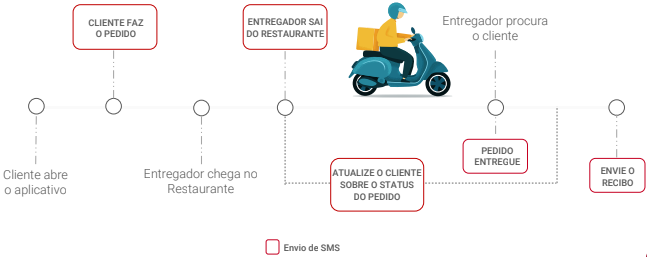 CLIENTE FAZ
O PEDIDO
ENTREGADOR SAI
DO RESTAURANTE
Entregador procura
o cliente
Cliente abre
o aplicativo
Entregador chega no
Restaurante
ATUALIZE O CLIENTE
SOBRE O STATUS
DO PEDIDO
PEDIDO
ENTREGUE
ENVIE O
RECIBO
Envio de SMS